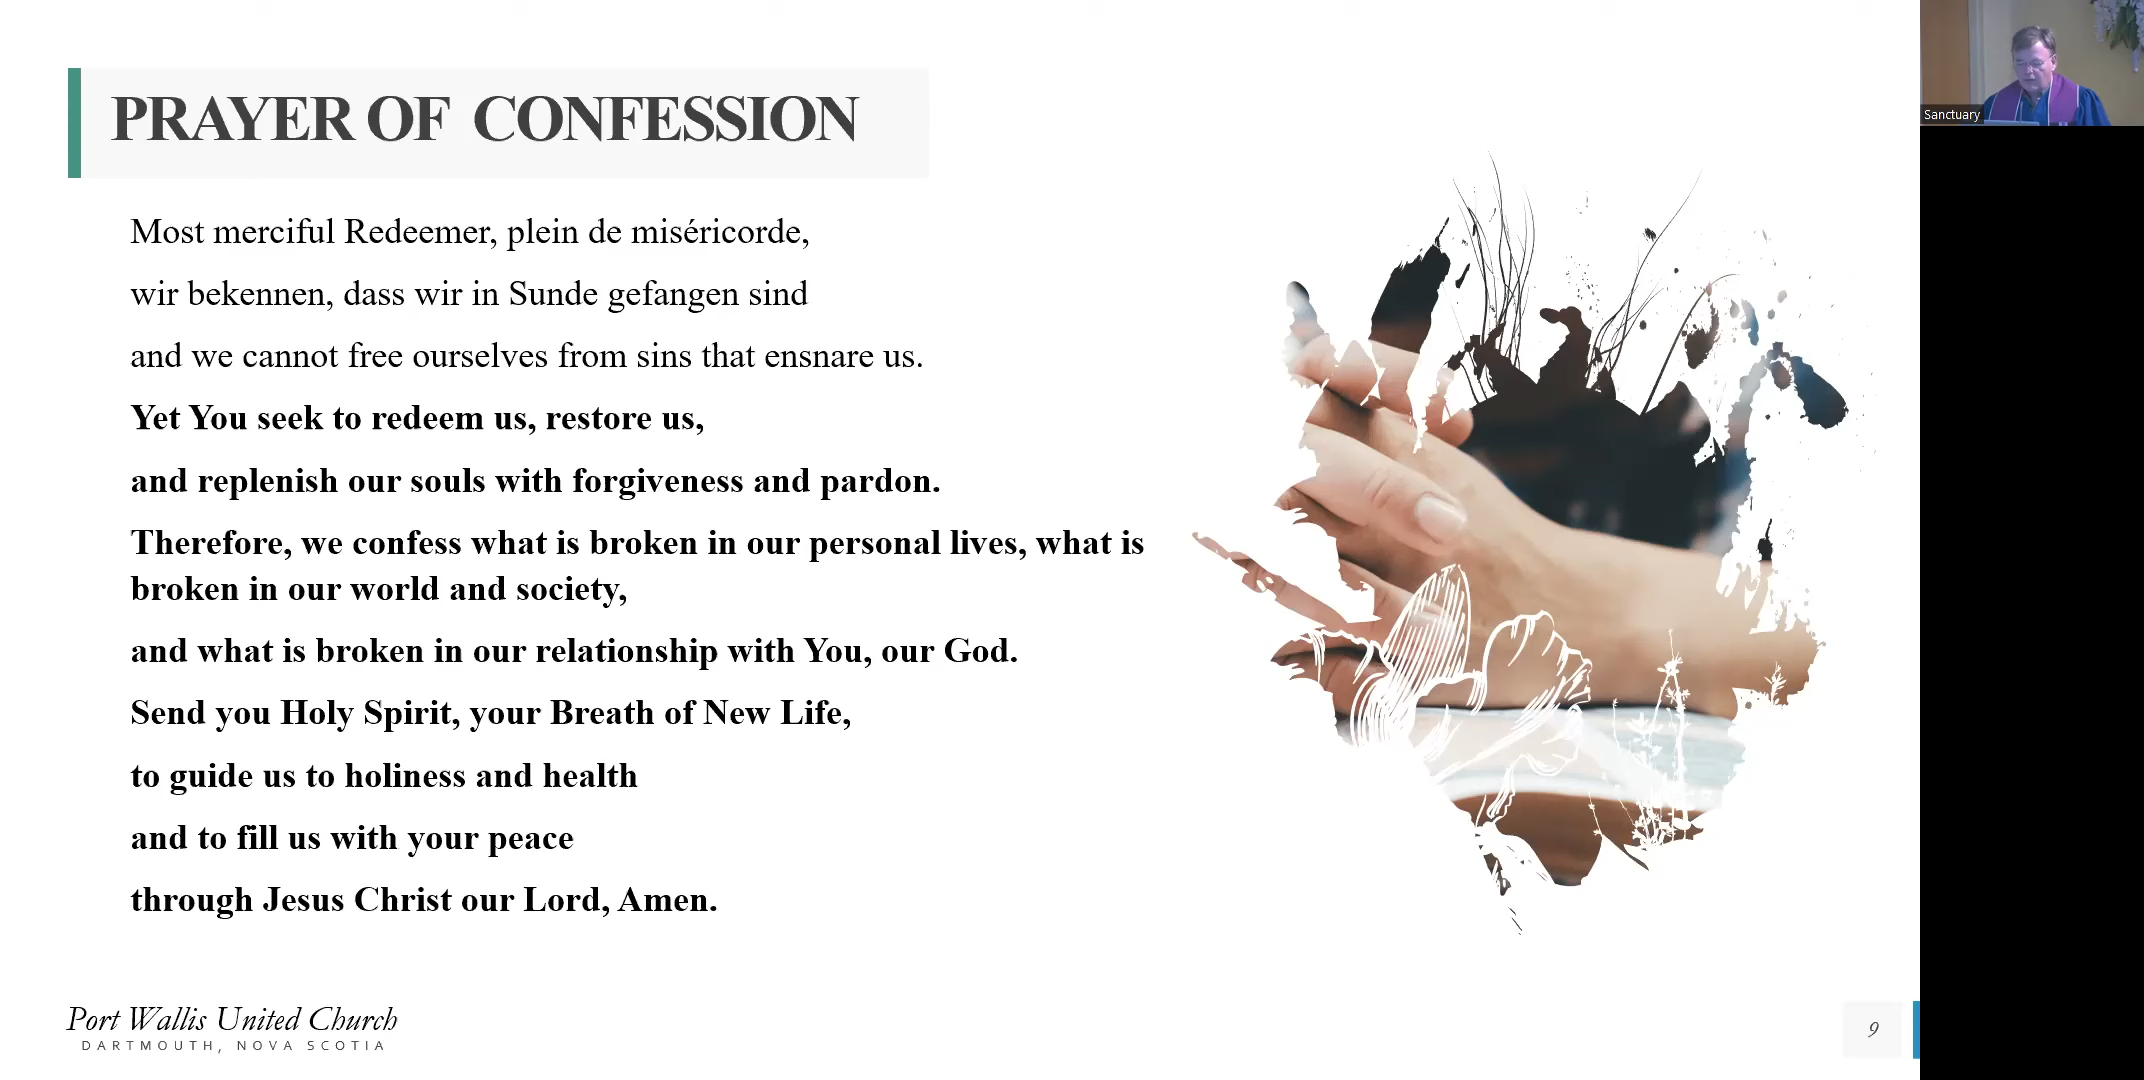 PRAYER OF CONFESSION
Most merciful Redeemer, plein de miséricorde,
wir bekennen, dass wir in Sunde gefangen sind
and we cannot free ourselves from sins that ensnare us.
Yet You seek to redeem us, restore us,
and replenish our souls with forgiveness and pardon.
Therefore, we confess what is broken in our personal lives, what is
broken in our world and society,
and what is broken in our relationship with You, our God.
Send you Holy Spirit, your Breath of New Life,
to guide us to holiness and health
and to fill us with your peace
through Jesus Christ our Lord, Amen.
Port Wallis United Church
DARTMOUTH, NOVA SCOTIA
9
Sanctuary